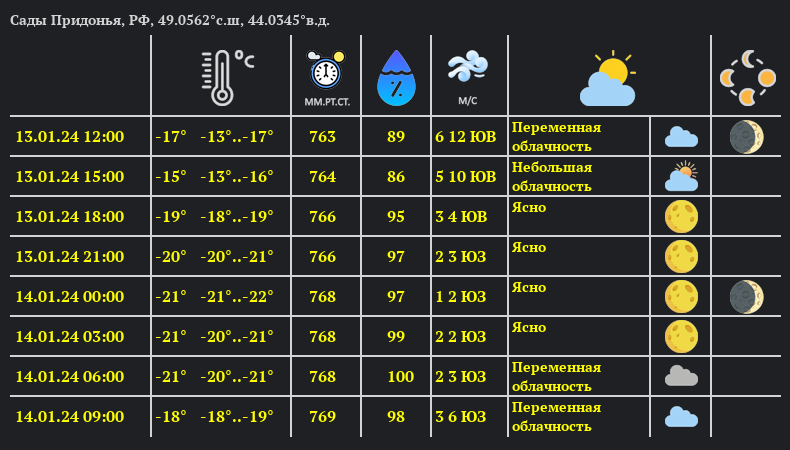 Сады Придонья, РФ, 49.0562°с.ш, 44.0345°в.д.
°C ММ.РТ.СТ. % М/С
13.01.24 12:00 -17° -13°..-17° 763 89 6 12 ЮВ Переменная
облачность
13.01.24 15:00 -15° -13°..-16° 764 86 5 10 ЮВ Небольшая
облачность
13.01.24 18:00 -19° -18°..-19° 766 95 3 4 ЮВ Ясно
13.01.24 21:00 -20° -20°..-21° 766 97 2 3 ЮЗ Ясно
14.01.24 00:00 -21° -21°..-22° 768 97 1 2 ЮЗ Ясно
14.01.24 03:00 -21° -20°..-21° 768 99 2 2 ЮЗ Ясно
14.01.24 06:00 -21° -20°..-21° 768 100 2 3 ЮЗ Переменная
облачность
14.01.24 09:00 -18° -18°..-19° 769 98 3 6 ЮЗ Переменная
облачность